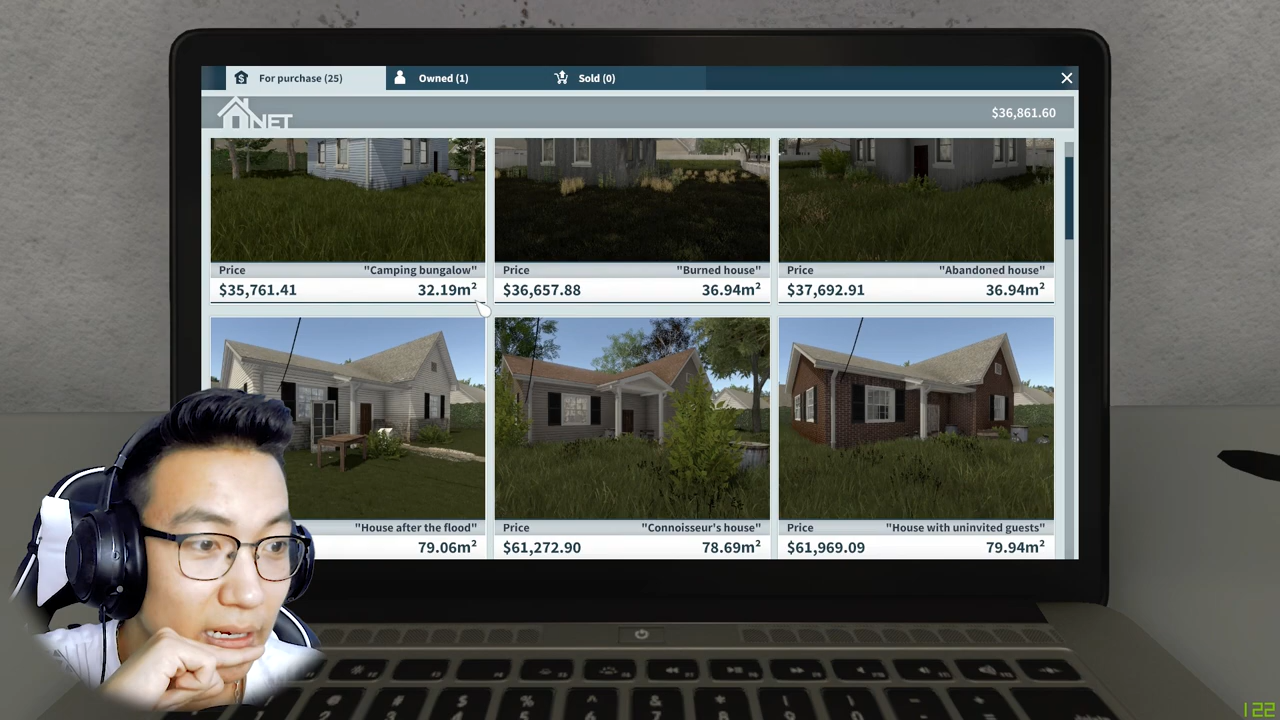 For purchase (25)
Owned (1)
Sold (0)
NET
$36,861.60
Price "Camping bungalow"
$35,761.41 32.19m²
Price "Burned house"
$36,657.88 36.94m²
Price "Abandoned house"
$37,692.91 36.94m²
"House after the flood"
79.06m²
Price "Connoisseur's house"
$61,272.90 78.69m²
Price "House with uninvited guests"
$61,969.09 79.94m²
122